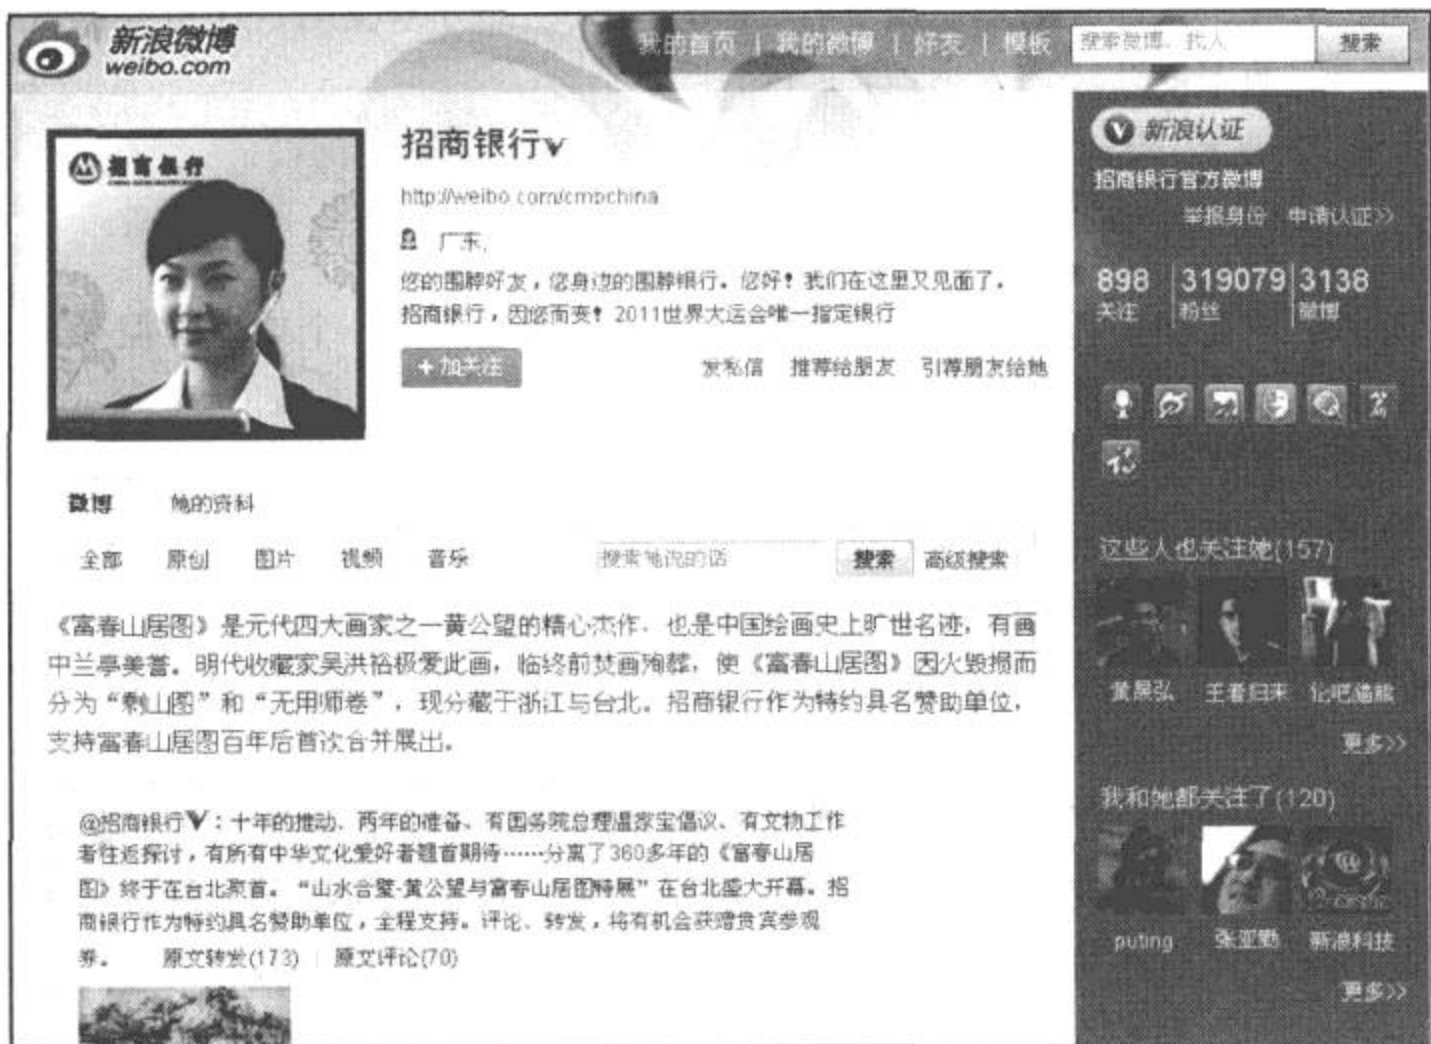 新浪微博
weibo.com
我的首页 | 我的微博 | 好友 | 模板
搜索微博、找人
搜索
招商银行
招商银行V
http://weibo.com/cmbchina
广东,
您的围脖好友，您身边的围脖银行。您好！我们在这里又见面了。
招商银行，因您而变！2011世界大运会唯一指定银行
+加关注
发私信 推荐给朋友 引荐朋友给她
微博 她的资料
全部 原创 图片 视频 音乐
搜索她说的话
搜索 高级搜索
《富春山居图》是元代四大画家之一黄公望的精心杰作，也是中国绘画史上旷世名迹，有画
中兰亭美誉。明代收藏家吴洪裕极爱此画，临终前焚画殉葬，使《富春山居图》因火毁损而
分为“剩山图”和“无用师卷”，现分藏于浙江与台北。招商银行作为特约具名赞助单位，
支持富春山居图百年后首次合并展出。
@招商银行V：十年的推动、两年的准备、有国务院总理温家宝倡议、有文物工作
者往返探讨，有所有中华文化爱好者翘首期待……分离了360多年的《富春山居
图》终于在台北聚首。“山水合璧-黄公望与富春山居图特展”在台北盛大开幕。招
商银行作为特约具名赞助单位，全程支持。评论、转发，将有机会获赠贵宾参观
券。 原文转发(173) | 原文评论(70)
V 新浪认证
招商银行官方微博
举报身份 申请认证>>
898 319079 3138
关注 粉丝 微博
这些人也关注她(157)
黄晨弘 王者归来
更多>>
我和她都关注了(120)
puting 张亚勤 新浪科技
更多>>